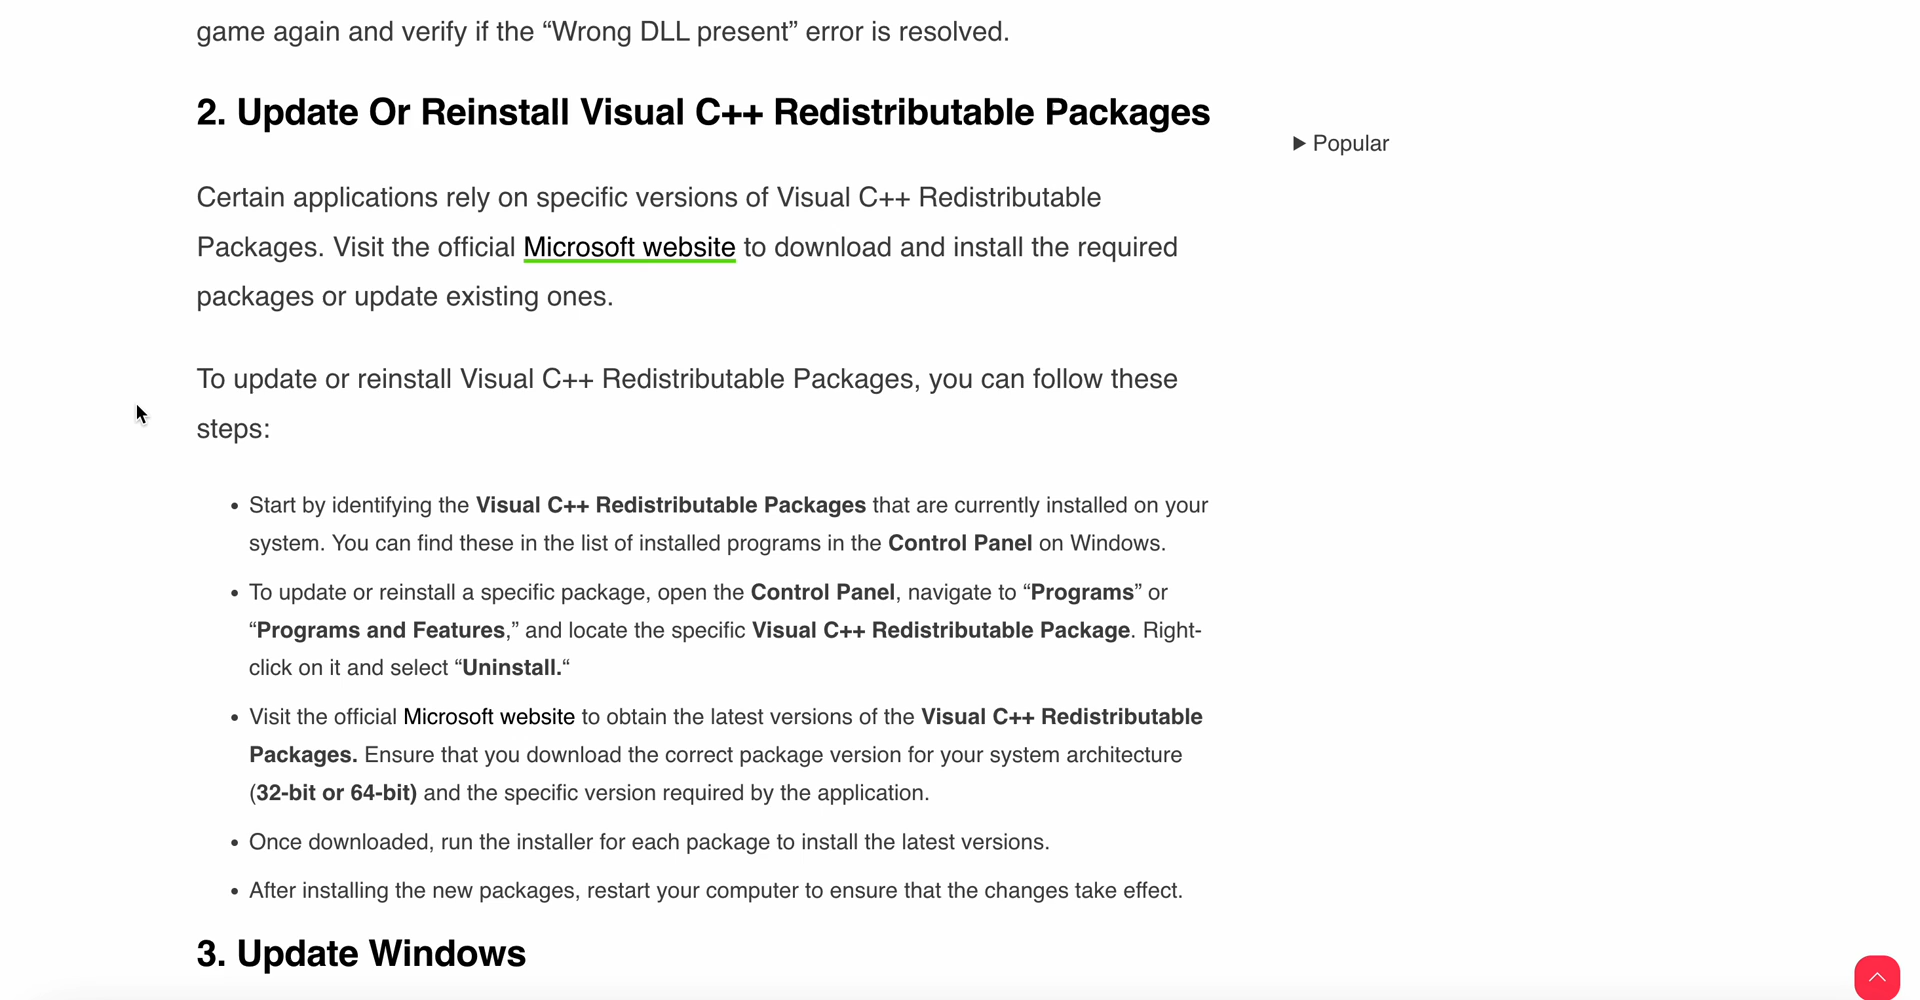 game again and verify if the “Wrong DLL present” error is resolved.
2. Update Or Reinstall Visual C++ Redistributable Packages
▶ Popular
Certain applications rely on specific versions of Visual C++ Redistributable
Packages. Visit the official Microsoft website to download and install the required
packages or update existing ones.
To update or reinstall Visual C++ Redistributable Packages, you can follow these
steps:
• Start by identifying the Visual C++ Redistributable Packages that are currently installed on your
system. You can find these in the list of installed programs in the Control Panel on Windows.
• To update or reinstall a specific package, open the Control Panel, navigate to “Programs” or
“Programs and Features,” and locate the specific Visual C++ Redistributable Package. Right-
click on it and select “Uninstall.“
• Visit the official Microsoft website to obtain the latest versions of the Visual C++ Redistributable
Packages. Ensure that you download the correct package version for your system architecture
(32-bit or 64-bit) and the specific version required by the application.
• Once downloaded, run the installer for each package to install the latest versions.
• After installing the new packages, restart your computer to ensure that the changes take effect.
3. Update Windows